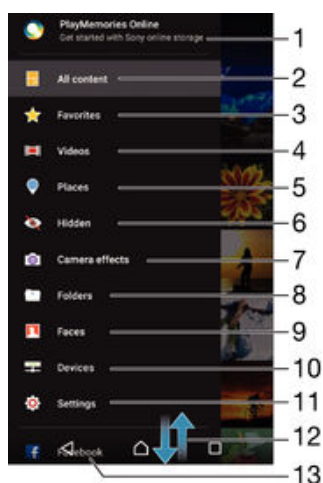 PlayMemories Online
Get started with Sony online storage
1
All content
2
Favorites
3
Videos
4
Places
5
Hidden
6
Camera effects
7
Folders
8
Faces
9
Devices
10
Settings
11
12
Facebook
13